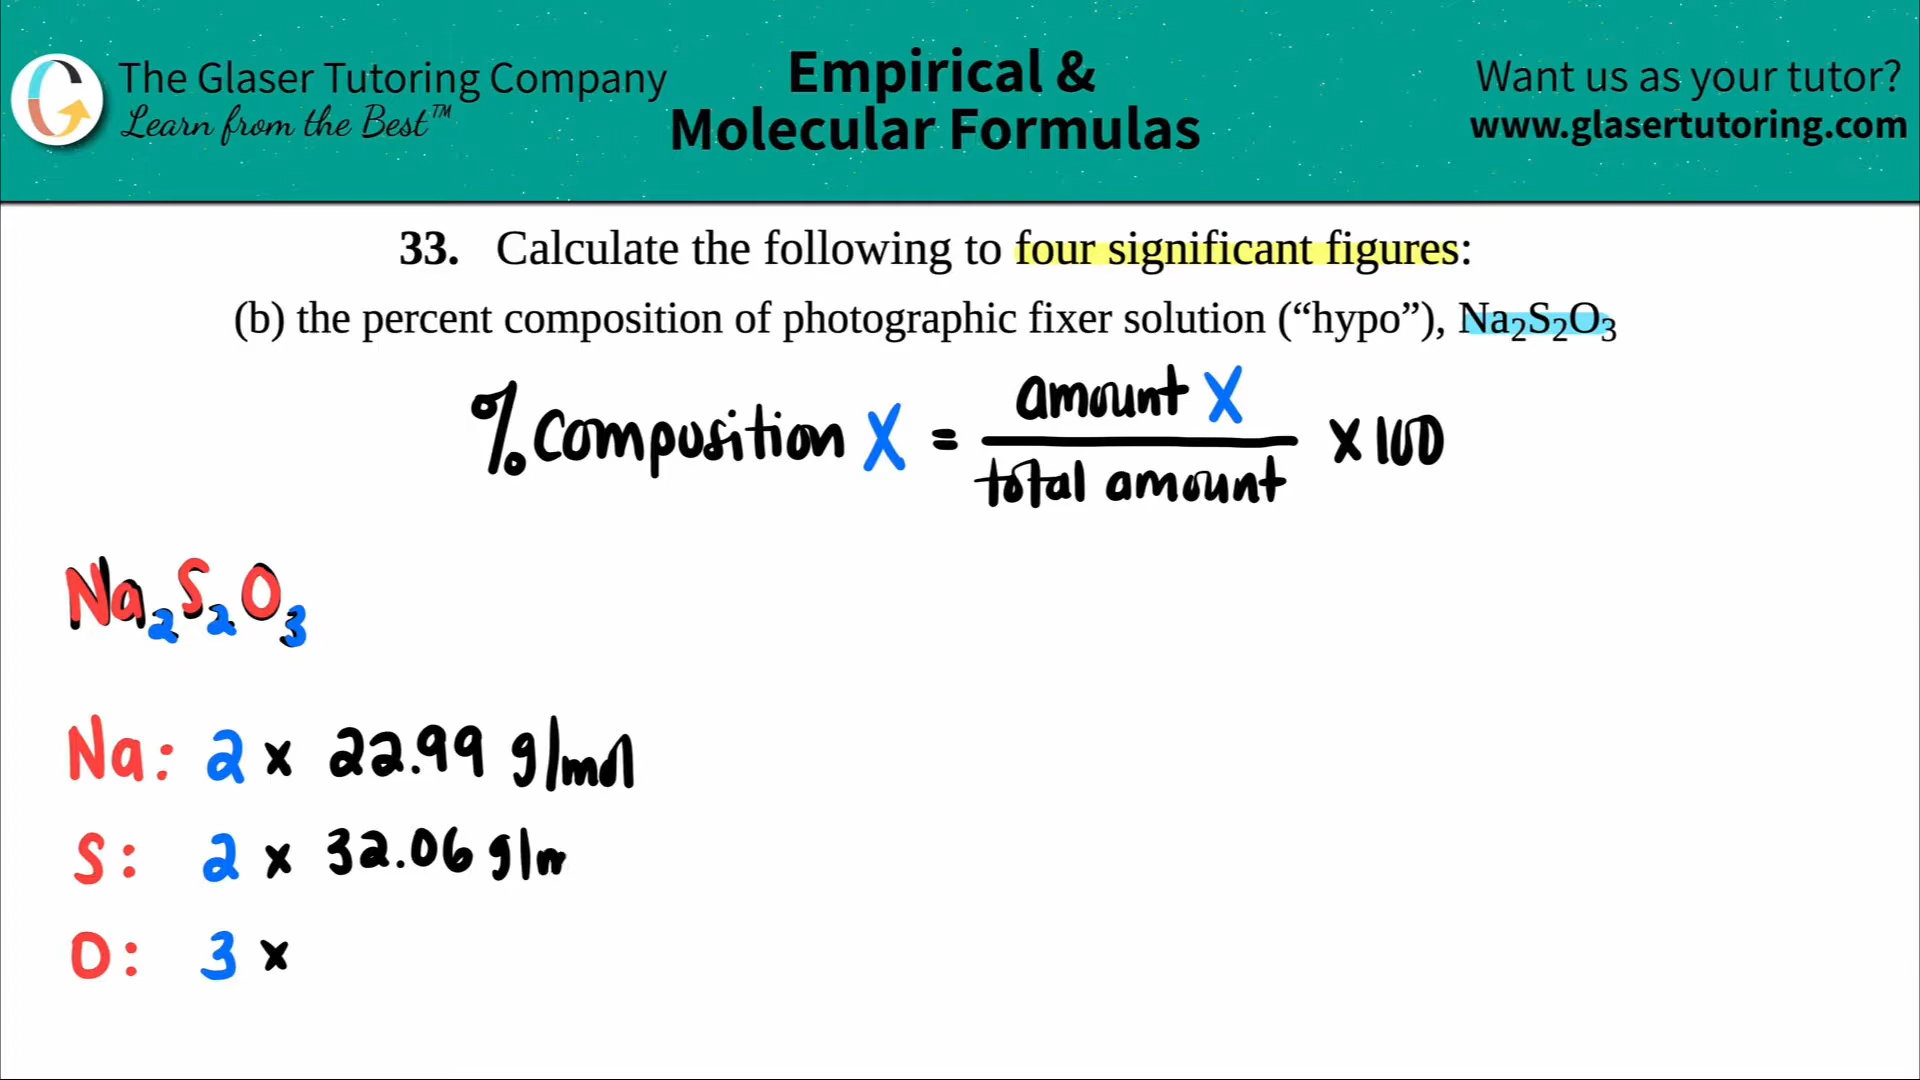 The Glaser Tutoring Company
Learn from the Best™
Empirical &
Molecular Formulas
Want us as your tutor?
www.glasertutoring.com
33. Calculate the following to four significant figures:
(b) the percent composition of photographic fixer solution (“hypo”), Na₂S₂O₃
% Composition X = amount X / total amount × 100
Na₂S₂O₃
Na: 2 × 22.99 g/mol
S: 2 × 32.06 g/m
O: 3 ×